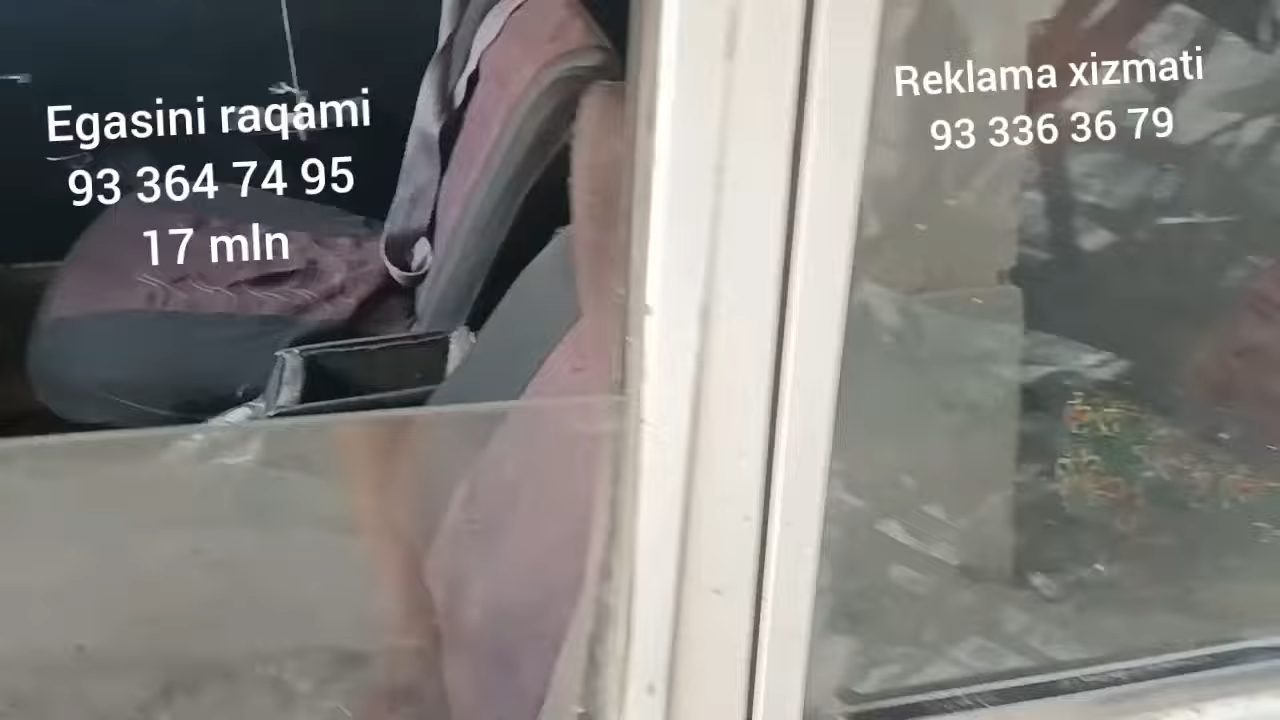 Egasini raqami
93 364 74 95
17 mln
Reklama xizmati
93 336 36 79